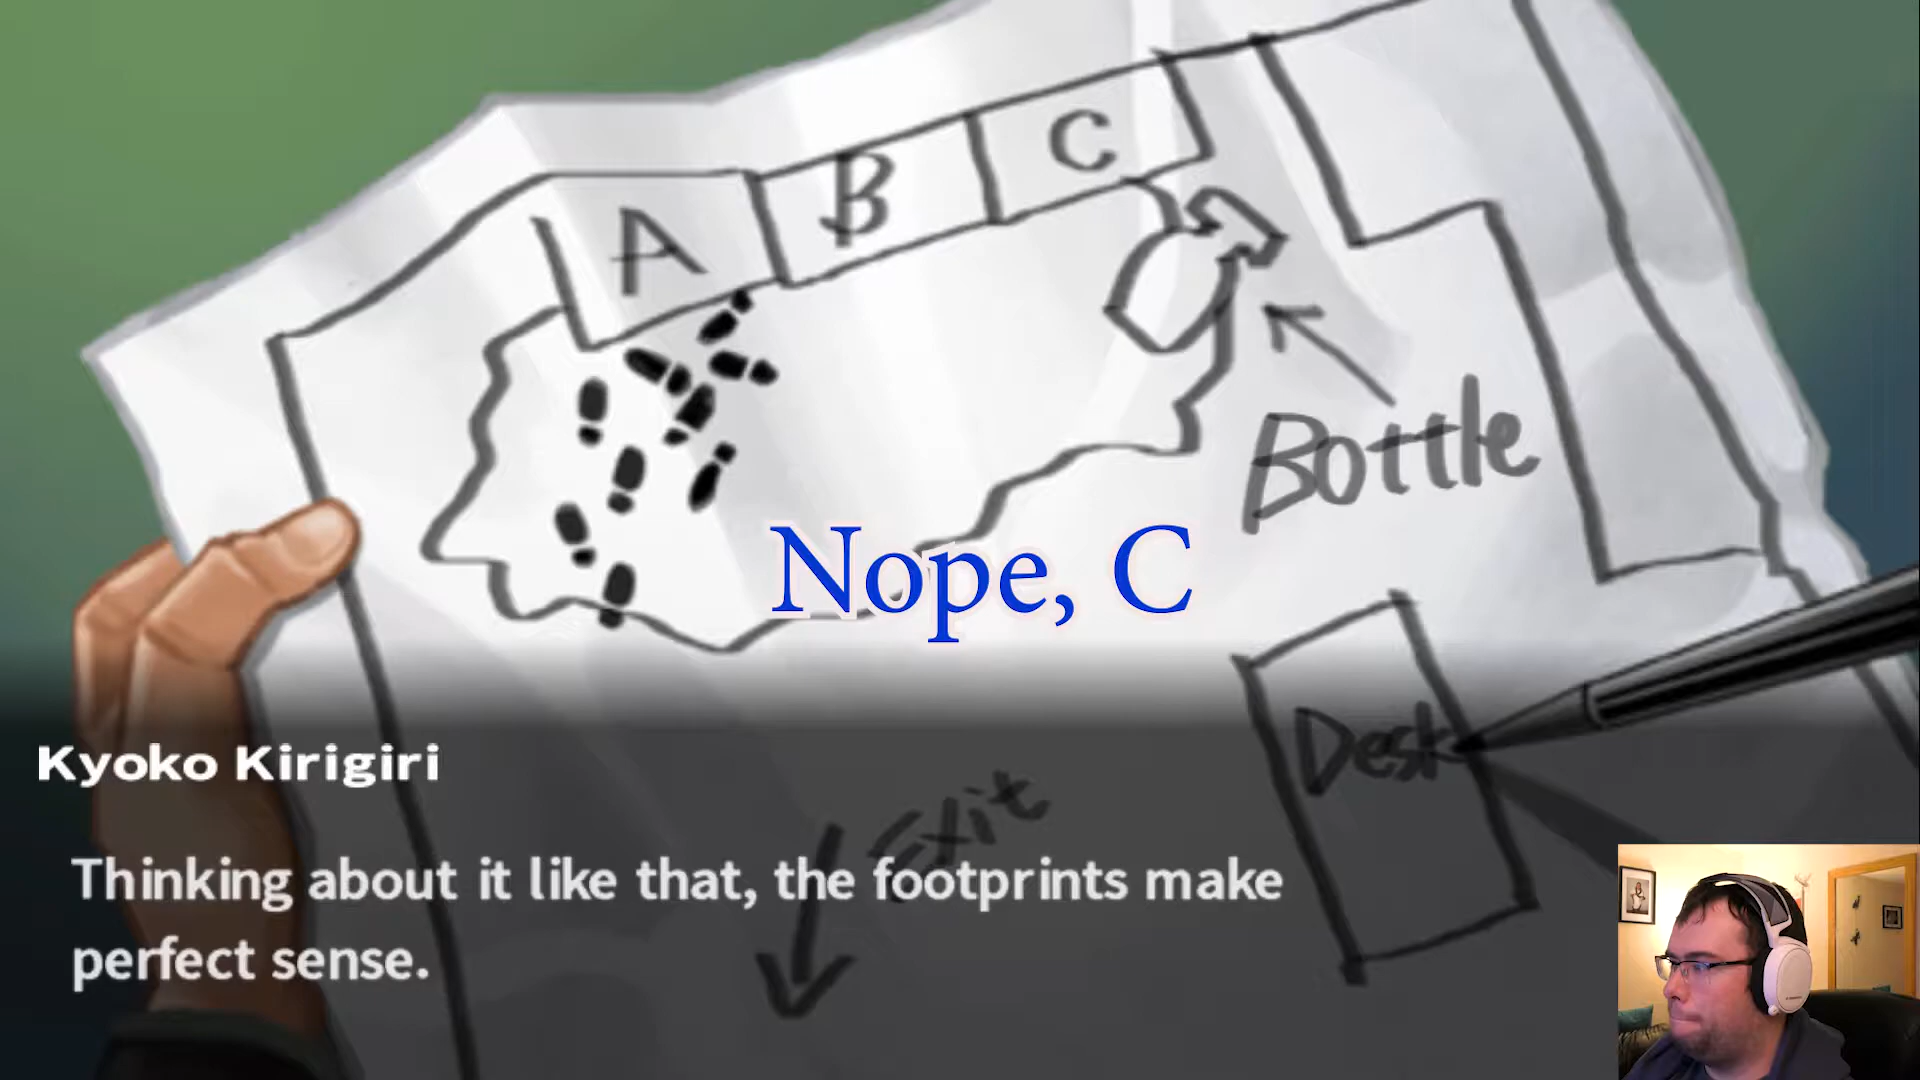 A
B
C
Bottle
Nope, C
Desk
Kyoko Kirigiri
Exit
Thinking about it like that, the footprints make
perfect sense.